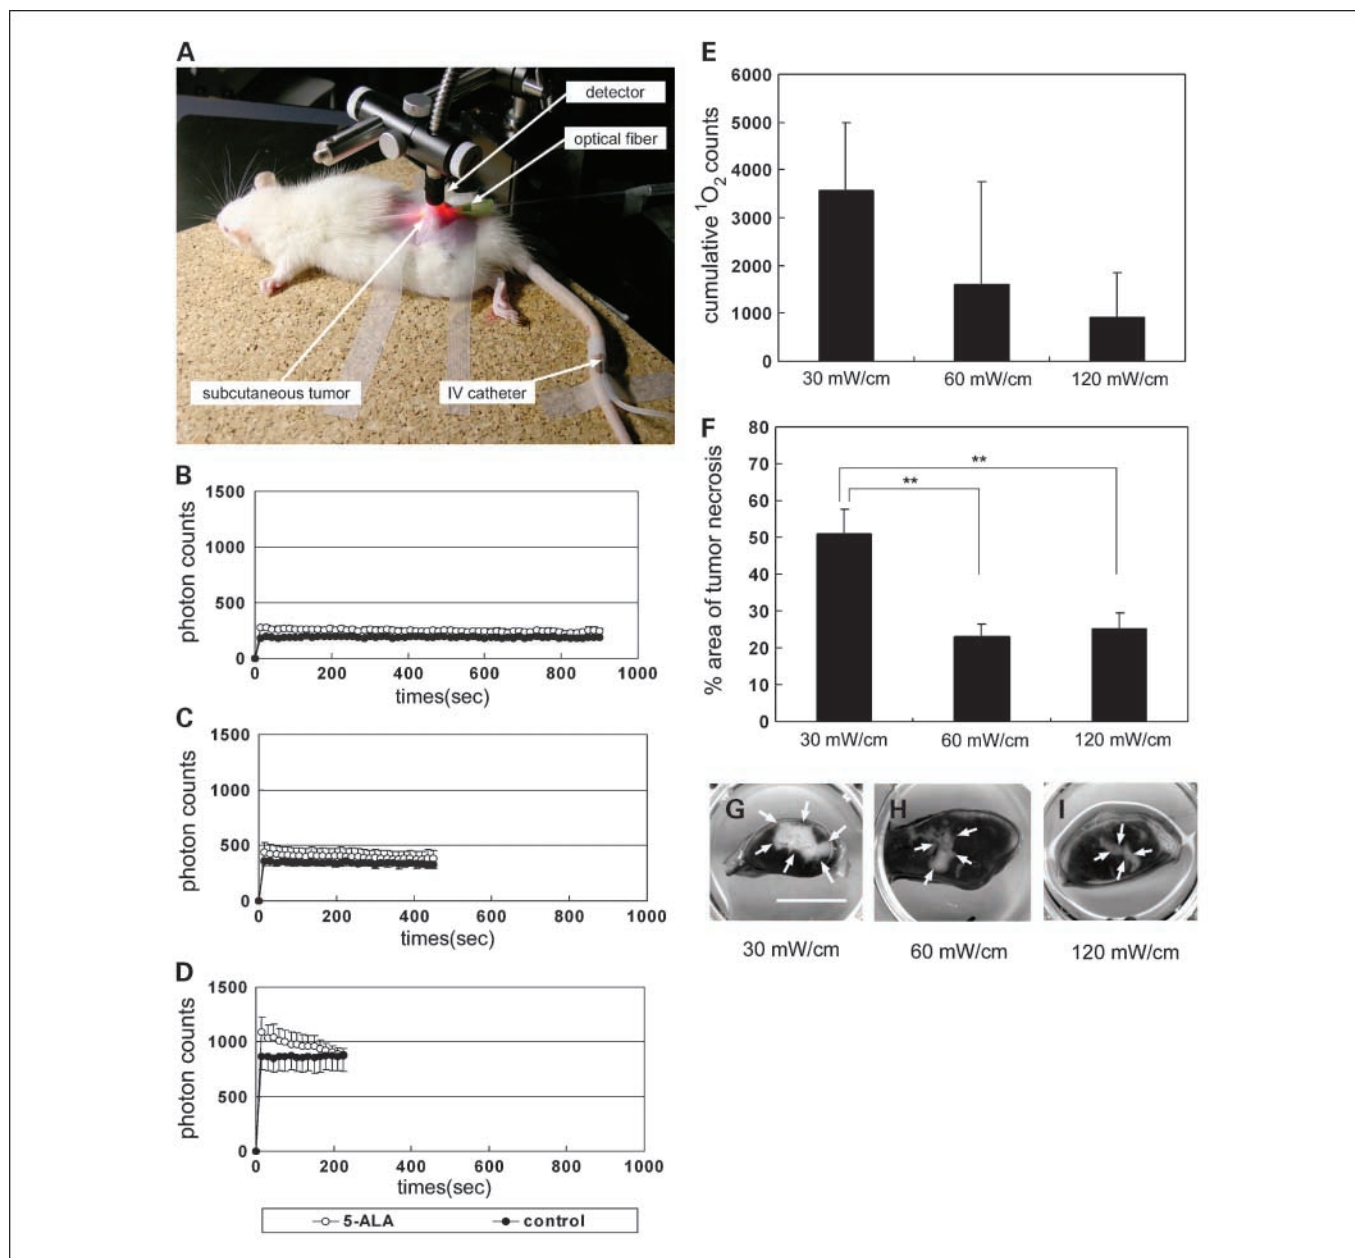 A
detector
optical fiber
subcutaneous tumor
IV catheter
B
photon counts
1500
1000
500
0
0 200 400 600 800 1000
times(sec)
C
photon counts
1500
1000
500
0
0 200 400 600 800 1000
times(sec)
D
photon counts
1500
1000
500
0
0 200 400 600 800 1000
times(sec)
5-ALA control
E
cumulative ¹O₂ counts
6000
5000
4000
3000
2000
1000
0
30 mW/cm 60 mW/cm 120 mW/cm
F
% area of tumor necrosis
80
70
60
50
40
30
20
10
0
**
**
30 mW/cm 60 mW/cm 120 mW/cm
G H I
30 mW/cm 60 mW/cm 120 mW/cm